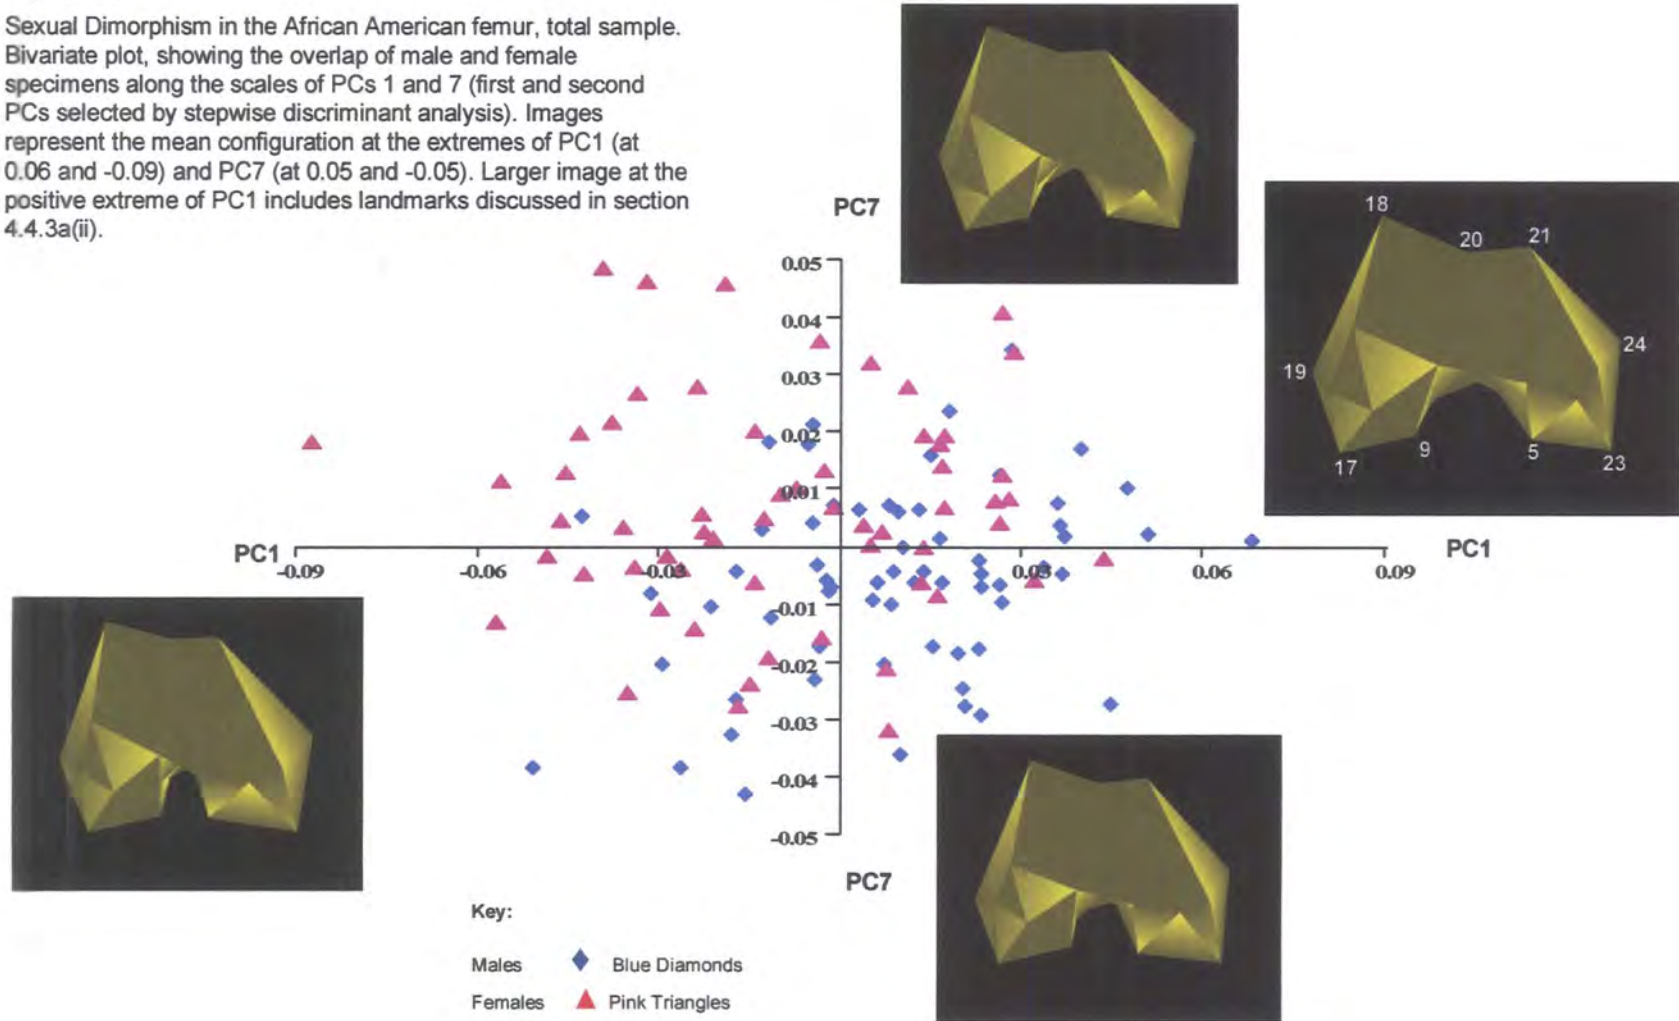 Sexual Dimorphism in the African American femur, total sample.
Bivariate plot, showing the overlap of male and female
specimens along the scales of PCs 1 and 7 (first and second
PCs selected by stepwise discriminant analysis). Images
represent the mean configuration at the extremes of PC1 (at
0.06 and -0.09) and PC7 (at 0.05 and -0.05). Larger image at the
positive extreme of PC1 includes landmarks discussed in section
4.4.3a(ii).
PC7
18
20
21
24
19
9
5
17
23
0.05
0.04
0.03
0.02
0.01
PC1
-0.09
-0.06
-0.03
0.03
0.06
0.09
PC1
-0.01
-0.02
-0.03
-0.04
-0.05
PC7
Key:
Males Blue Diamonds
Females Pink Triangles